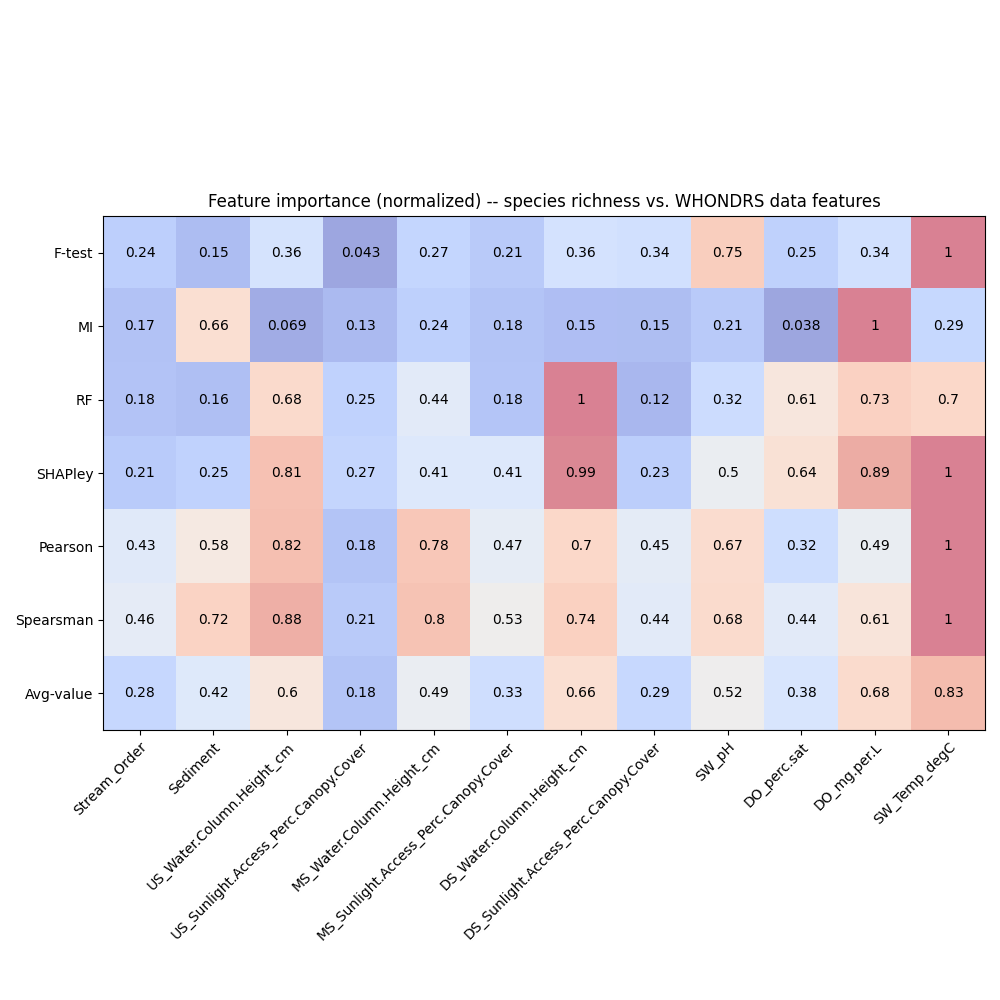 Feature importance (normalized) -- species richness vs. WHONDRS data features
F-test 0.24 0.15 0.36 0.043 0.27 0.21 0.36 0.34 0.75 0.25 0.34 1
MI 0.17 0.66 0.069 0.13 0.24 0.18 0.15 0.15 0.21 0.038 1 0.29
RF 0.18 0.16 0.68 0.25 0.44 0.18 1 0.12 0.32 0.61 0.73 0.7
SHAPley 0.21 0.25 0.81 0.27 0.41 0.41 0.99 0.23 0.5 0.64 0.89 1
Pearson 0.43 0.58 0.82 0.18 0.78 0.47 0.7 0.45 0.67 0.32 0.49 1
Spearsman 0.46 0.72 0.88 0.21 0.8 0.53 0.74 0.44 0.68 0.44 0.61 1
Avg-value 0.28 0.42 0.6 0.18 0.49 0.33 0.66 0.29 0.52 0.38 0.68 0.83
Stream_Order
Sediment
US_Water.Column.Height_cm
US_Sunlight.Access_Perc.Canopy.Cover
MS_Water.Column.Height_cm
MS_Sunlight.Access_Perc.Canopy.Cover
DS_Water.Column.Height_cm
DS_Sunlight.Access_Perc.Canopy.Cover
SW_pH
DO_perc.sat
DO_mg.per.L
SW_Temp_degC